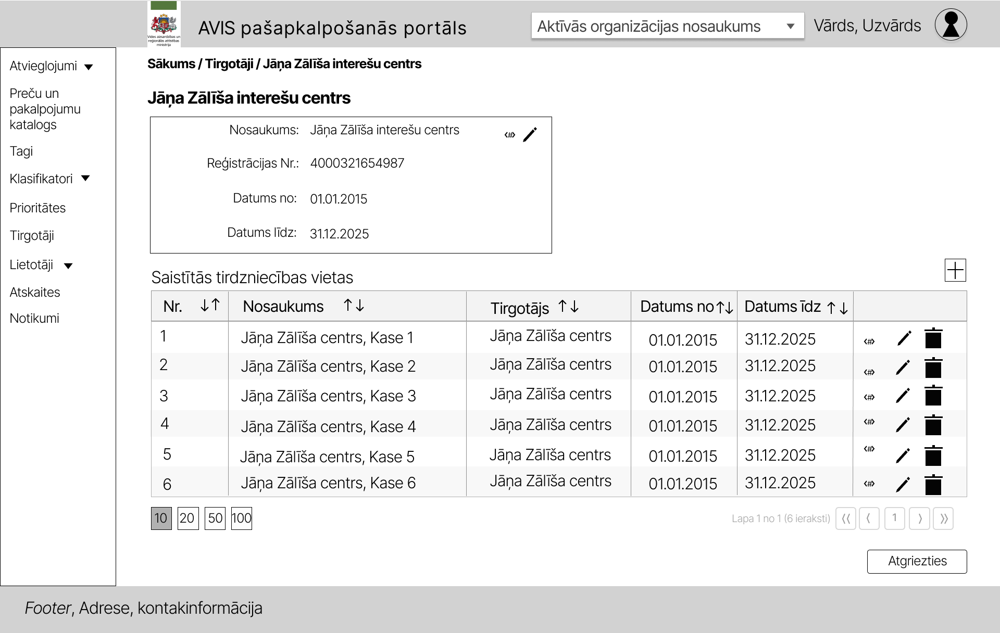 Vides aizsardzības un
reģionālās attīstības
ministrija
AVIS pašapkalpošanās portāls
Aktīvās organizācijas nosaukums
Vārds, Uzvārds
Atvieglojumi
Preču un
pakalpojumu
katalogs
Tagi
Klasifikatori
Prioritātes
Tirgotāji
Lietotāji
Atskaites
Notikumi
Sākums / Tirgotāji / Jāņa Zālīša interešu centrs
Jāņa Zālīša interešu centrs
Nosaukums: Jāņa Zālīša interešu centrs <#>
Reģistrācijas Nr.: 4000321654987
Datums no: 01.01.2015
Datums līdz: 31.12.2025
Saistītās tirdzniecības vietas
Nr. ↓↑ Nosaukums ↑↓ Tirgotājs ↑↓ Datums no ↑↓ Datums īdz ↑↓
1 Jāņa Zālīša centrs, Kase 1 Jāņa Zālīša centrs 01.01.2015 31.12.2025 <#>
2 Jāņa Zālīša centrs, Kase 2 Jāņa Zālīša centrs 01.01.2015 31.12.2025 <#>
3 Jāņa Zālīša centrs, Kase 3 Jāņa Zālīša centrs 01.01.2015 31.12.2025 <#>
4 Jāņa Zālīša centrs, Kase 4 Jāņa Zālīša centrs 01.01.2015 31.12.2025 <#>
5 Jāņa Zālīša centrs, Kase 5 Jāņa Zālīša centrs 01.01.2015 31.12.2025 <#>
6 Jāņa Zālīša centrs, Kase 6 Jāņa Zālīša centrs 01.01.2015 31.12.2025 <#>
10 20 50 100
Lapa 1 no 1 (6 ieraksti) ⟨⟨ ⟨ 1 ⟩ ⟩⟩
Atgriezties
Footer, Adrese, kontakinformācija